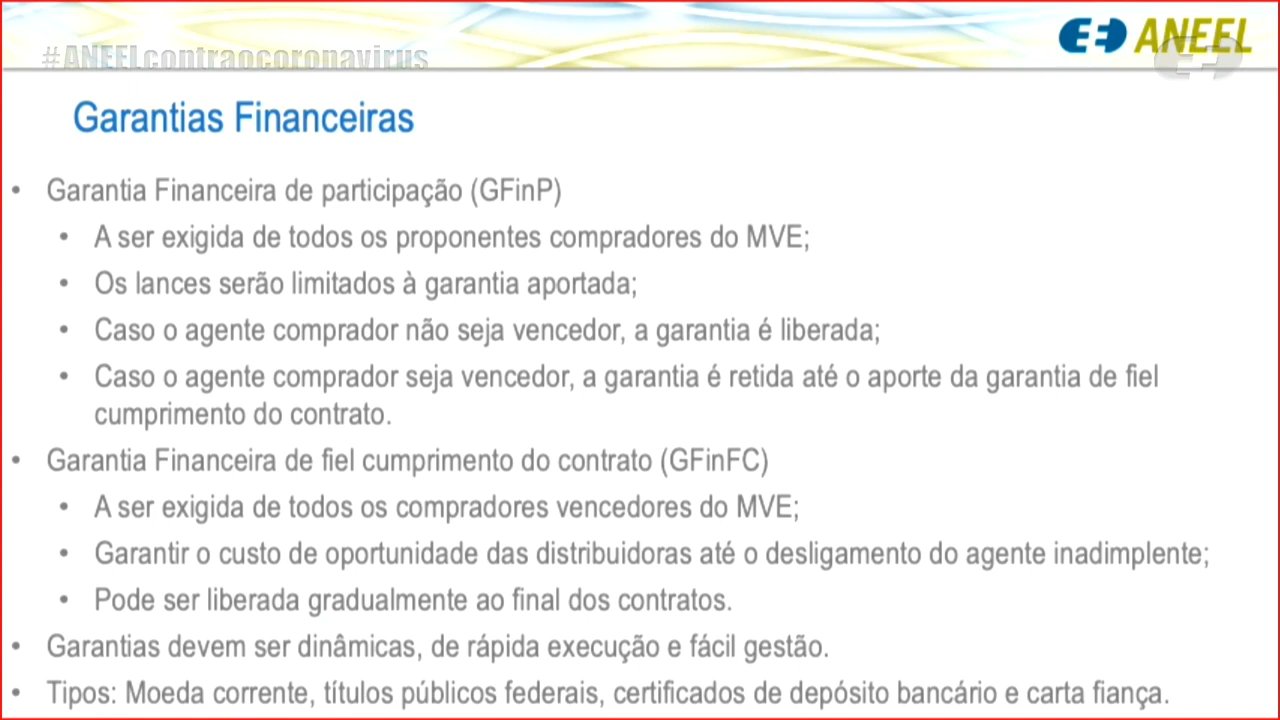 #ANEELcontraocoronavirus
ANEEL
Garantias Financeiras
• Garantia Financeira de participação (GFinP)
• A ser exigida de todos os proponentes compradores do MVE;
• Os lances serão limitados à garantia aportada;
• Caso o agente comprador não seja vencedor, a garantia é liberada;
• Caso o agente comprador seja vencedor, a garantia é retida até o aporte da garantia de fiel
cumprimento do contrato.
• Garantia Financeira de fiel cumprimento do contrato (GFinFC)
• A ser exigida de todos os compradores vencedores do MVE;
• Garantir o custo de oportunidade das distribuidoras até o desligamento do agente inadimplente;
• Pode ser liberada gradualmente ao final dos contratos.
• Garantias devem ser dinâmicas, de rápida execução e fácil gestão.
• Tipos: Moeda corrente, títulos públicos federais, certificados de depósito bancário e carta fiança.